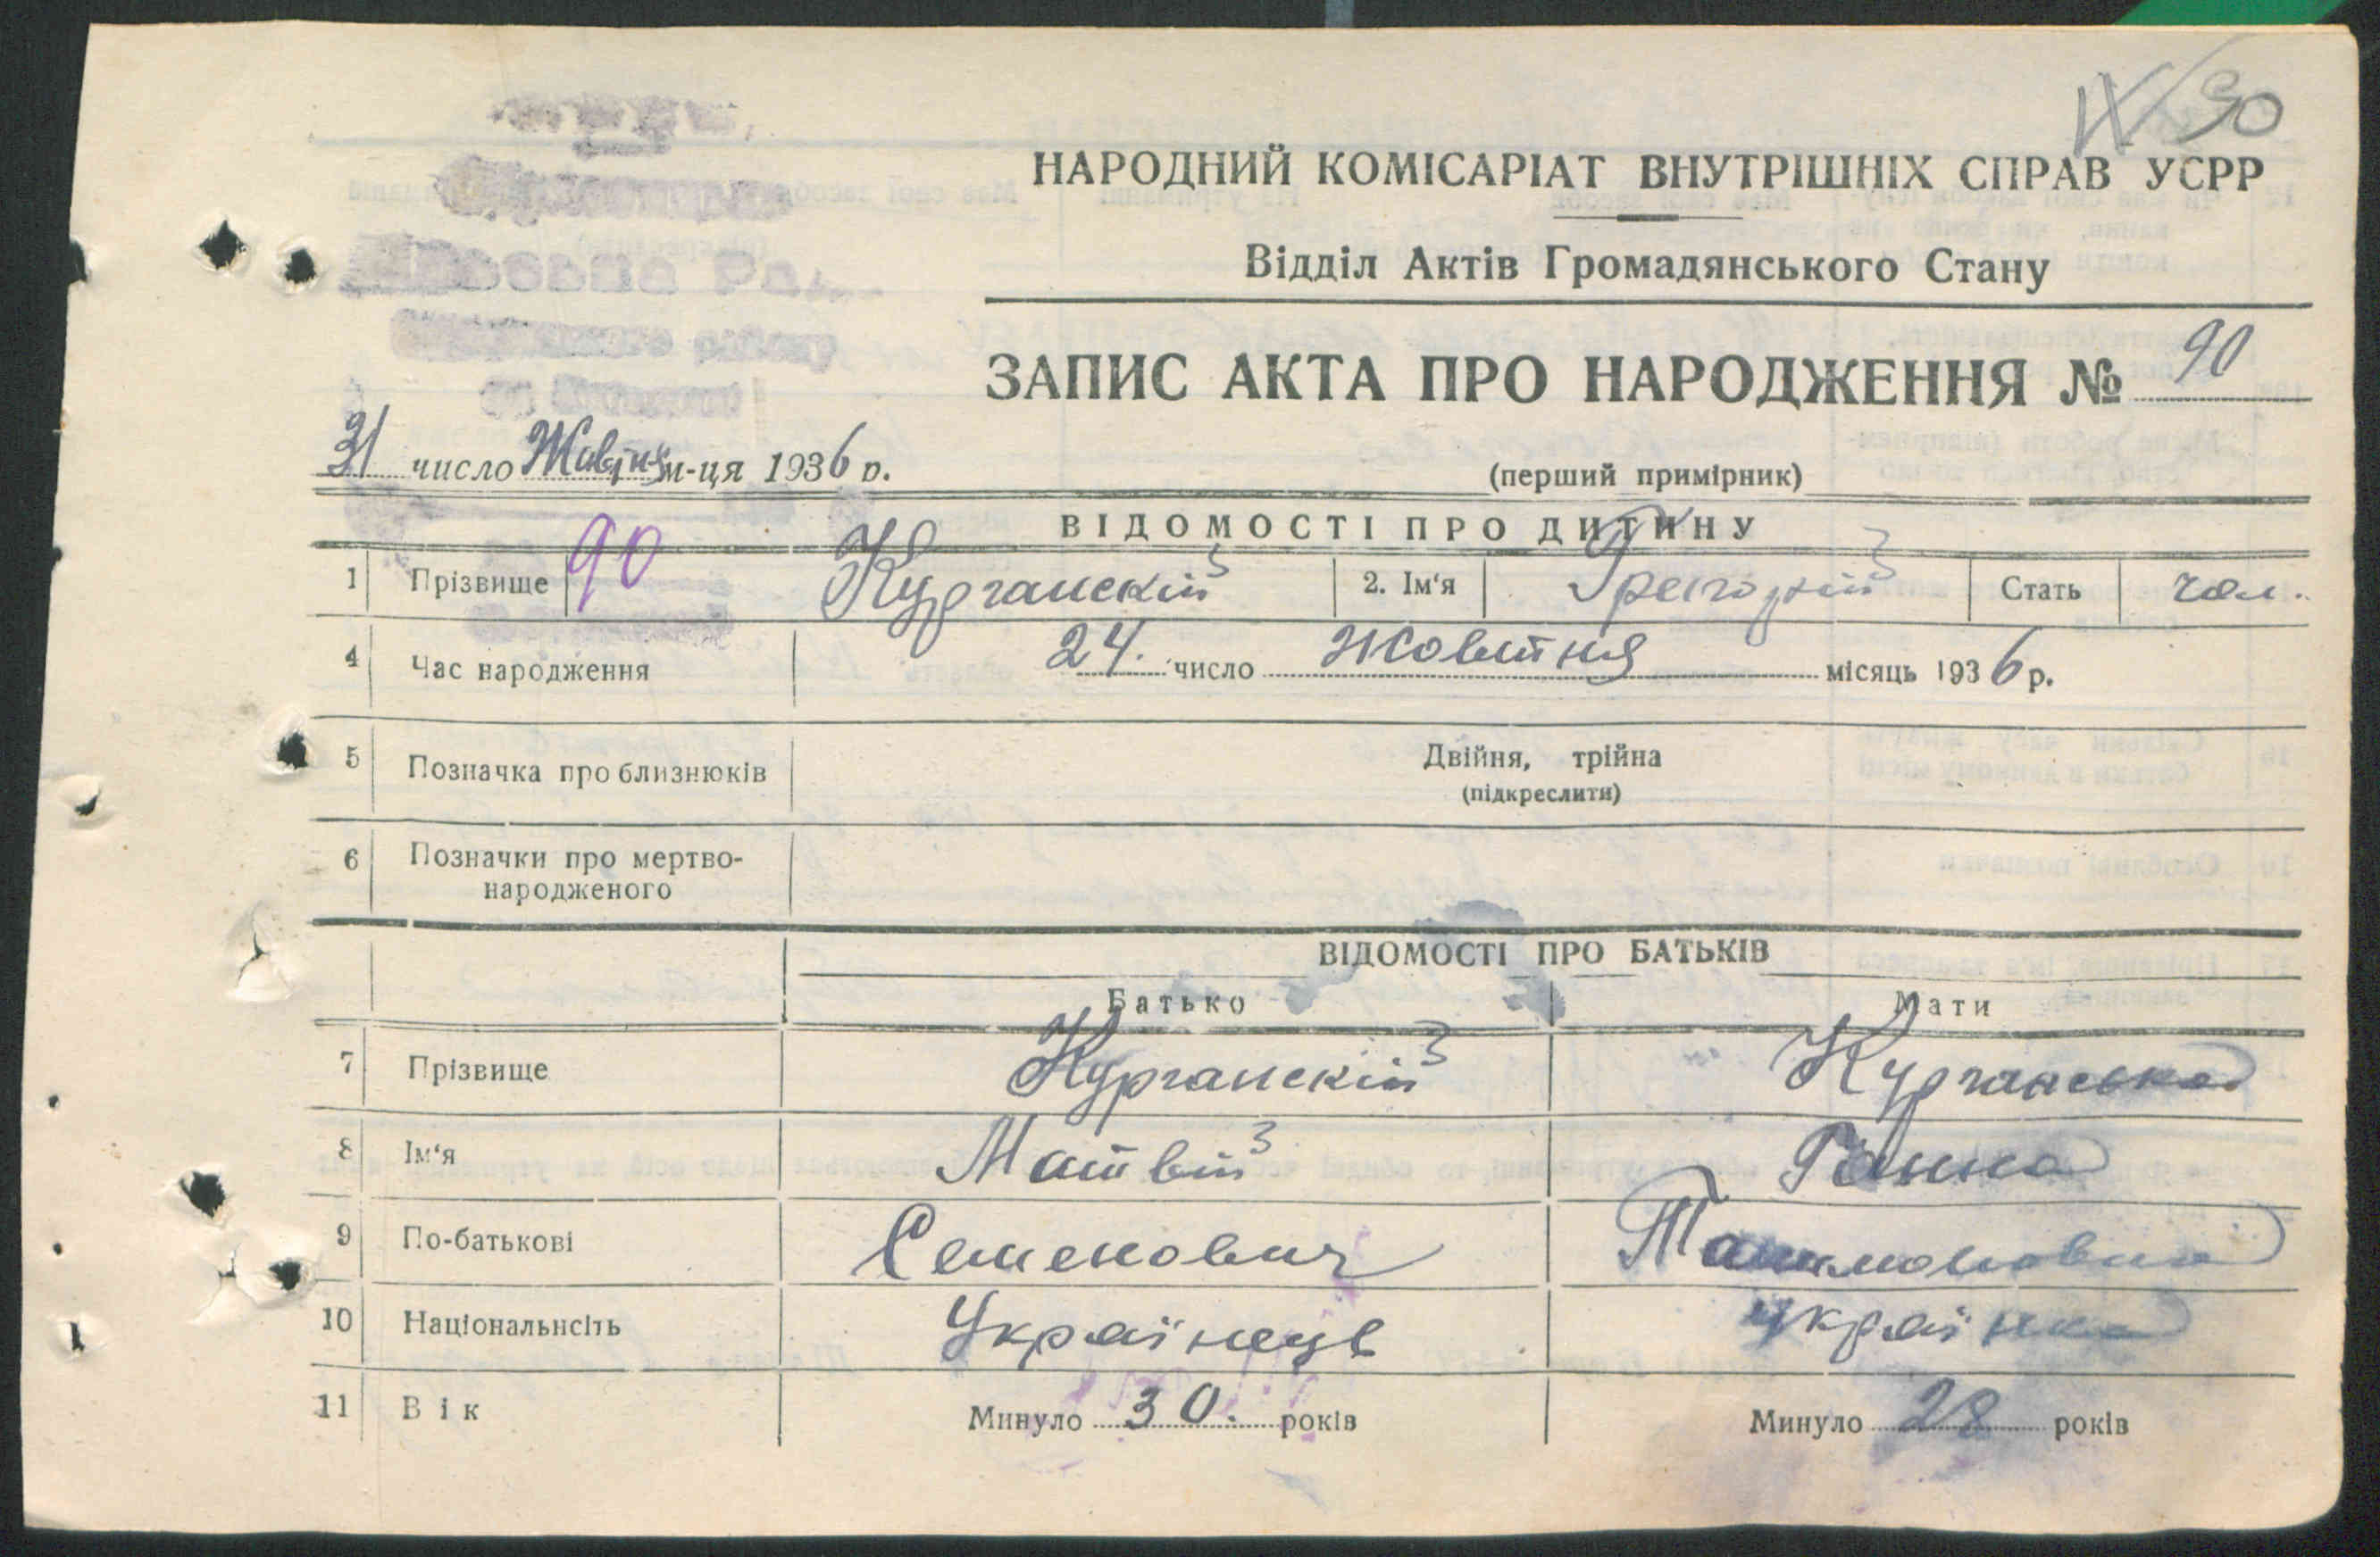 IV/90
НАРОДНИЙ КОМІСАРІАТ ВНУТРІШНІХ СПРАВ УСРР
Відділ Актів Громадянського Стану
ЗАПИС АКТА ПРО НАРОДЖЕННЯ № 90
31 число Жовтня м-ця 1936 р.
(перший примірник)
ВІДОМОСТІ ПРО ДИТИНУ
1 Прізвище 90 Курганскій 2. Ім'я Григорій Стать чол.
4 Час народження 24. число Жовтня місяць 1936 р.
5 Позначка про близнюків Двійня, трійна
(підкреслити)
6 Позначки про мертво-
народженого
ВІДОМОСТІ ПРО БАТЬКІВ
Батько Мати
7 Прізвище Курганскій Курганська
8 Ім'я Матвій Ганна
9 По-батькові Семенович
10 Національнсіть Українець українка
11 Вік Минуло 30. років Минуло 28 років